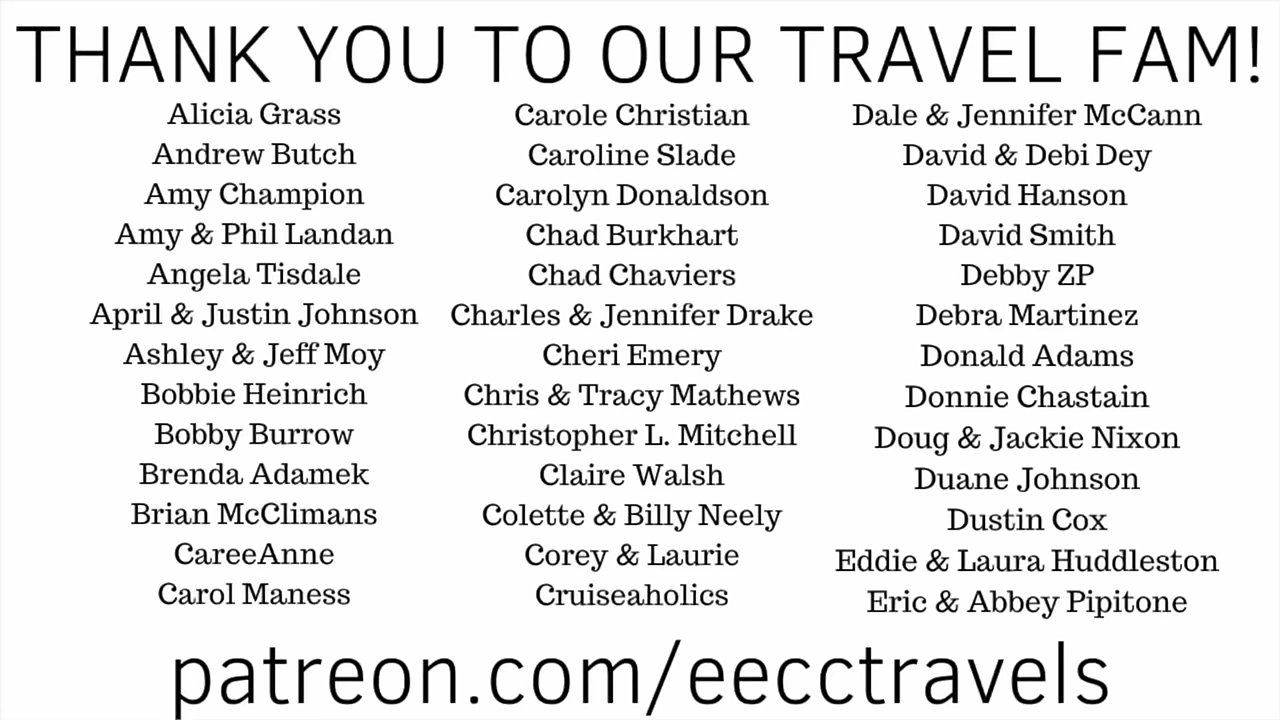 THANK YOU TO OUR TRAVEL FAM!
Alicia Grass
Andrew Butch
Amy Champion
Amy & Phil Landan
Angela Tisdale
April & Justin Johnson
Ashley & Jeff Moy
Bobbie Heinrich
Bobby Burrow
Brenda Adamek
Brian McClimans
CareeAnne
Carol Maness
Carole Christian
Caroline Slade
Carolyn Donaldson
Chad Burkhart
Chad Chaviers
Charles & Jennifer Drake
Cheri Emery
Chris & Tracy Mathews
Christopher L. Mitchell
Claire Walsh
Colette & Billy Neely
Corey & Laurie
Cruiseaholics
Dale & Jennifer McCann
David & Debi Dey
David Hanson
David Smith
Debby ZP
Debra Martinez
Donald Adams
Donnie Chastain
Doug & Jackie Nixon
Duane Johnson
Dustin Cox
Eddie & Laura Huddleston
Eric & Abbey Pipitone
patreon.com/eecctravels